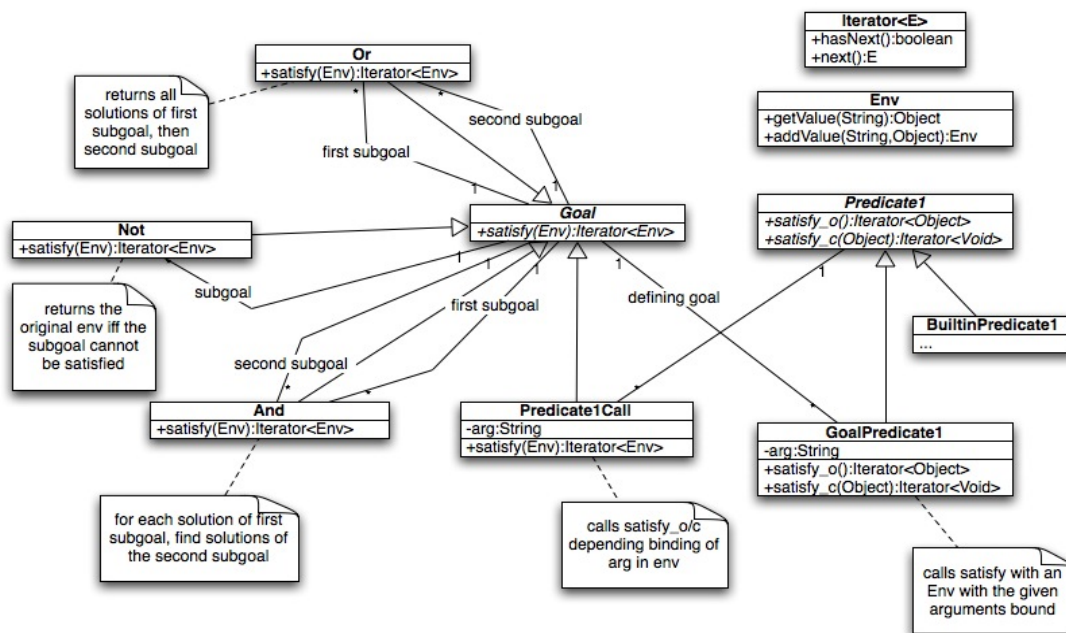 Or
+satisfy(Env):Iterator<Env>
returns all
solutions of first
subgoal, then
second subgoal
*
*
second subgoal
first subgoal
1
1
Iterator<E>
+hasNext():boolean
+next():E
Env
+getValue(String):Object
+addValue(String,Object):Env
Goal
+satisfy(Env):Iterator<Env>
Predicate1
+satisfy_o():Iterator<Object>
+satisfy_c(Object):Iterator<Void>
Not
+satisfy(Env):Iterator<Env>
*
1
1
1
1
1
subgoal
first subgoal
defining goal
returns the
original env iff the
subgoal cannot
be satisfied
second subgoal
BuiltinPredicate1
...
*
*
*
*
And
+satisfy(Env):Iterator<Env>
Predicate1Call
-arg:String
+satisfy(Env):Iterator<Env>
GoalPredicate1
-arg:String
+satisfy_o():Iterator<Object>
+satisfy_c(Object):Iterator<Void>
for each solution of first
subgoal, find solutions of
the second subgoal
calls satisfy_o/c
depending binding of
arg in env
calls satisfy with an
Env with the given
arguments bound